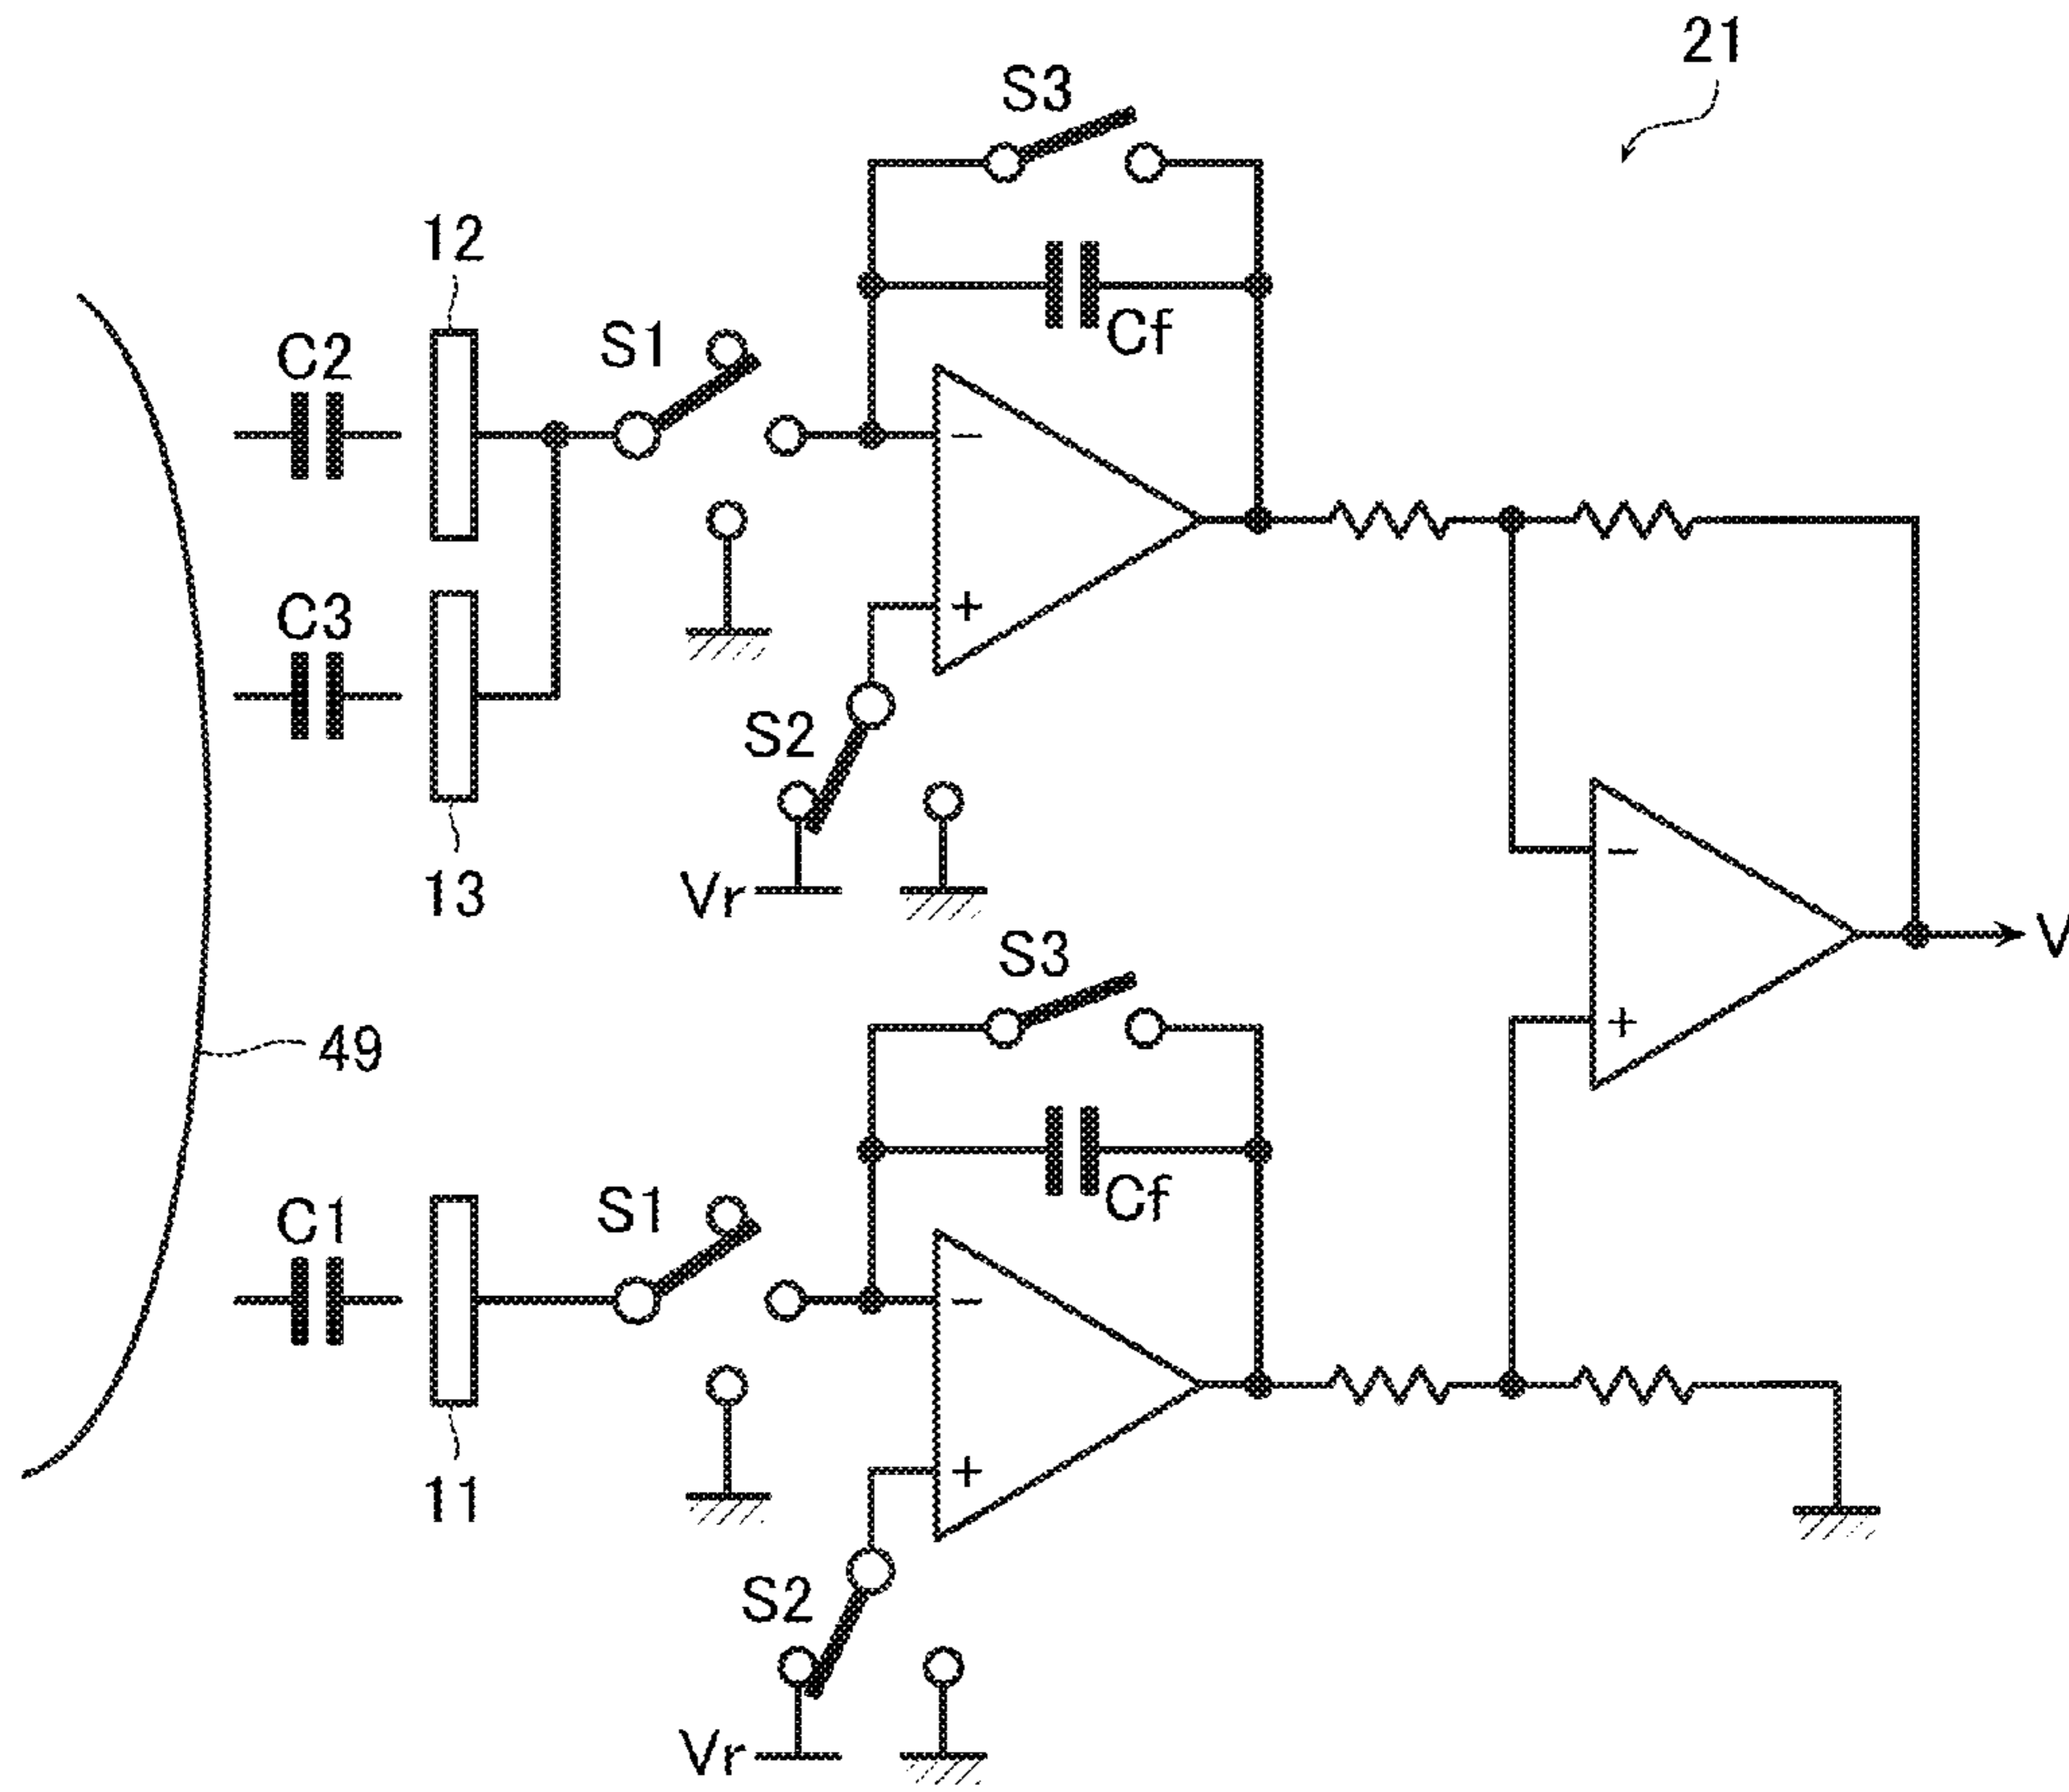 21
S3
12
C2
S1
Cf
−
C3
+
S2
13
Vr
−
V
S3
+
49
C1
S1
Cf
−
11
+
S2
Vr